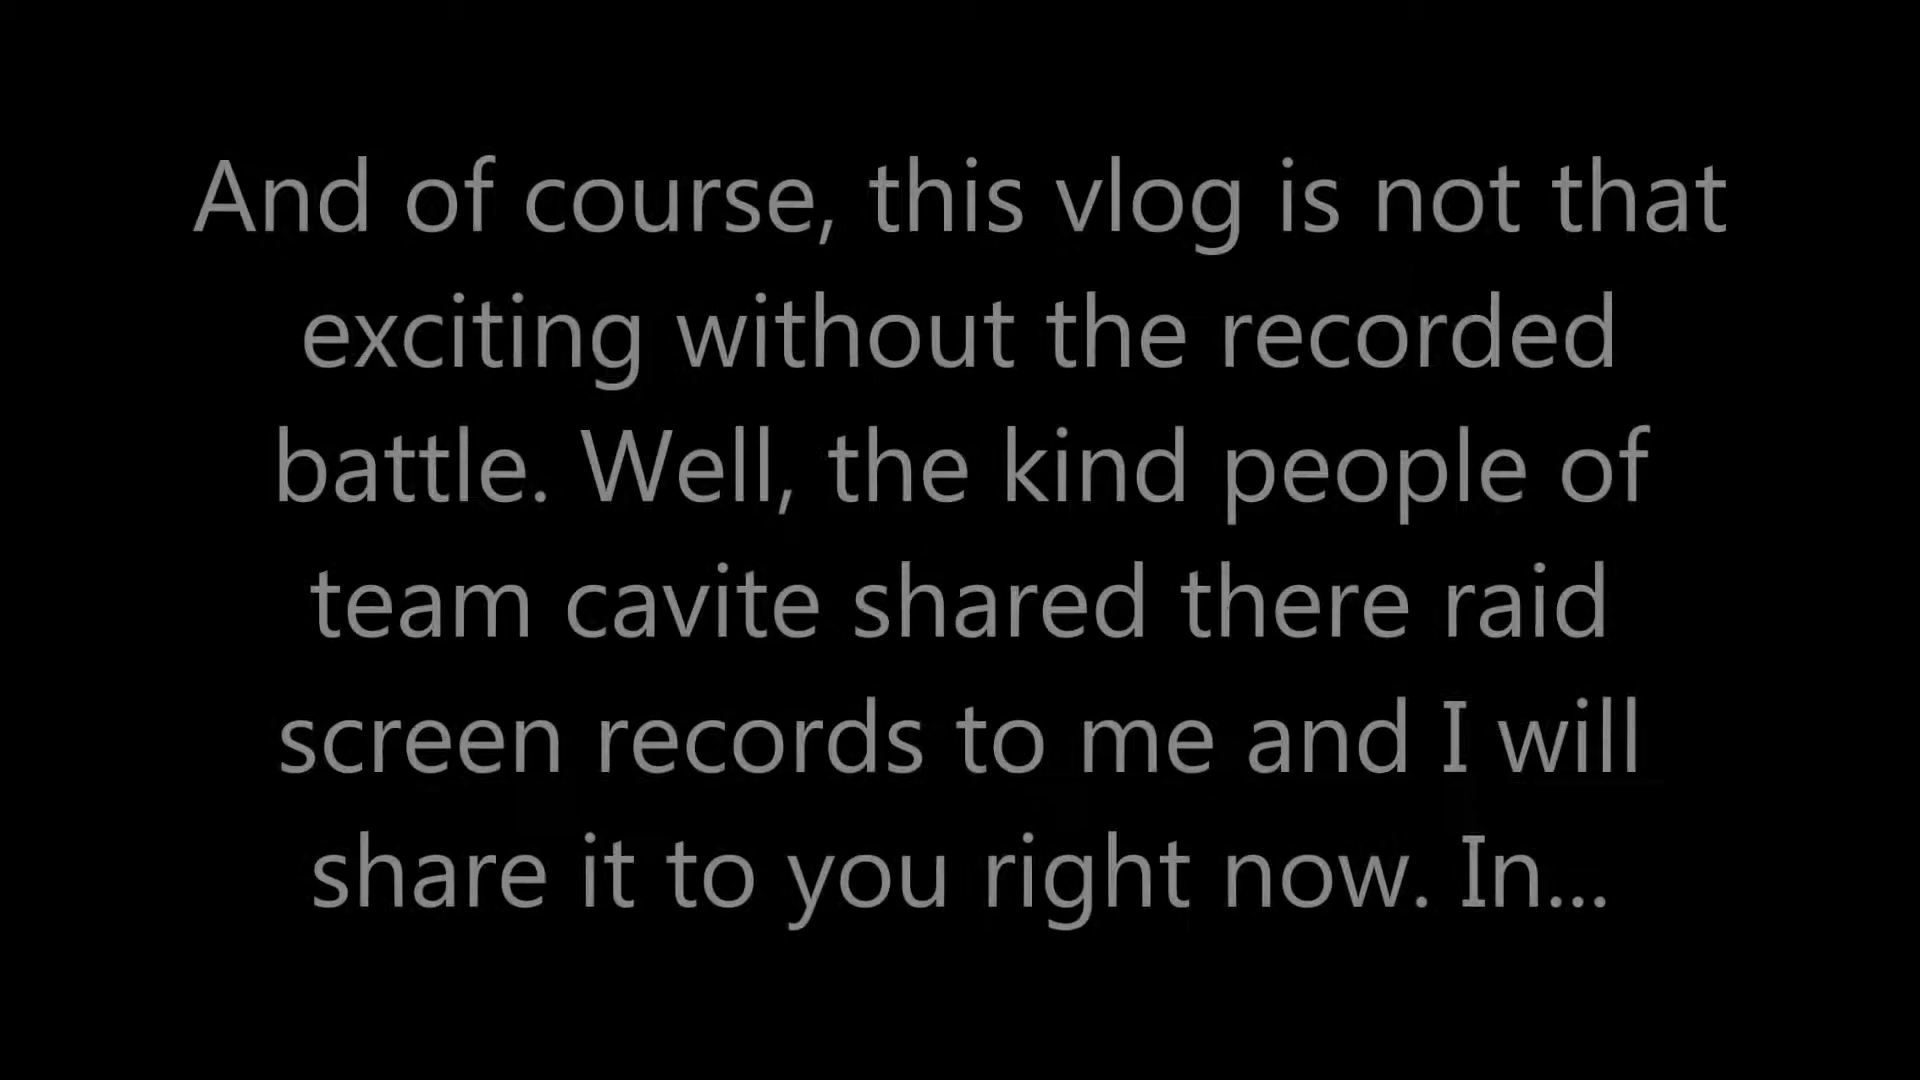 And of course, this vlog is not that
exciting without the recorded
battle. Well, the kind people of
team cavite shared there raid
screen records to me and I will
share it to you right now. In...